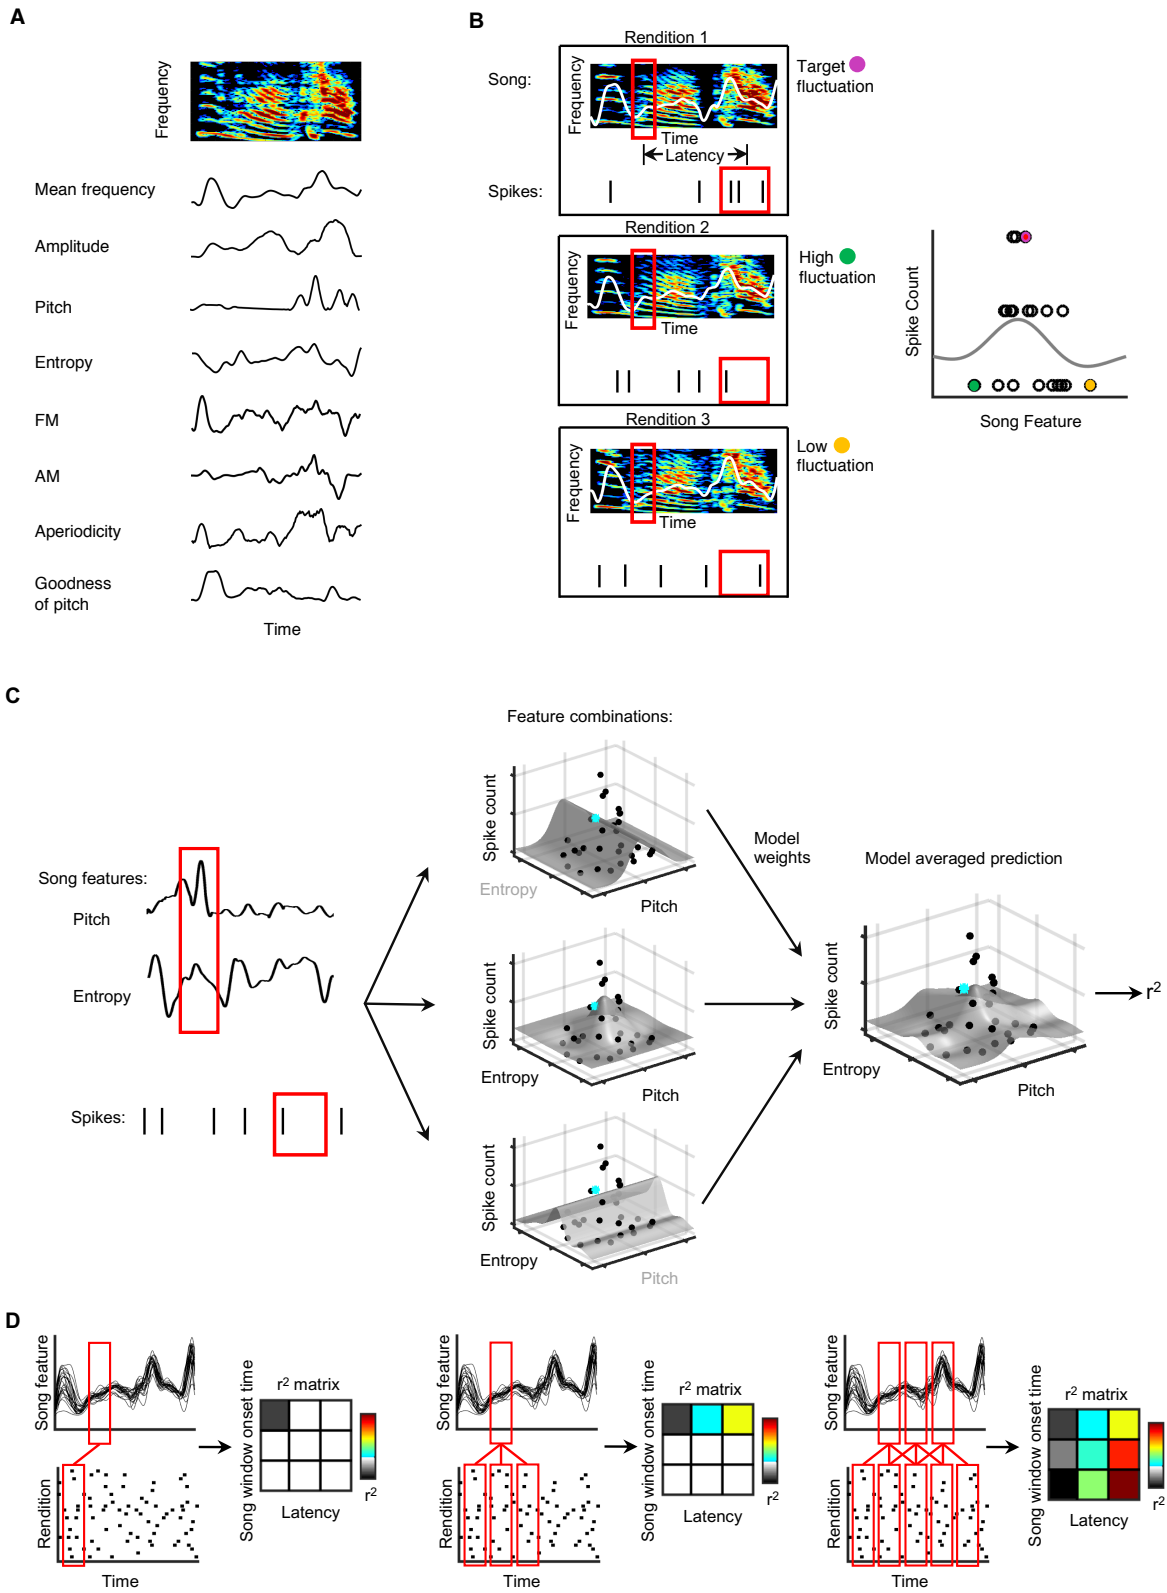 A
Frequency
Mean frequency
Amplitude
Pitch
Entropy
FM
AM
Aperiodicity
Goodness
of pitch
Time
B
Rendition 1
Song:
Frequency
Time
Latency
Spikes:
Target
fluctuation
Rendition 2
Frequency
Time
High
fluctuation
Rendition 3
Frequency
Time
Low
fluctuation
Spike Count
Song Feature
C
Feature combinations:
Song features:
Pitch
Entropy
Spikes:
Spike count
Entropy
Pitch
Spike count
Entropy
Pitch
Spike count
Entropy
Pitch
Model
weights
Model averaged prediction
Spike count
Entropy
Pitch
r²
D
Song feature
Rendition
Time
Song window onset time
r² matrix
Latency
r²
Song feature
Rendition
Time
Song window onset time
r² matrix
Latency
r²
Song feature
Rendition
Time
Song window onset time
r² matrix
Latency
r²